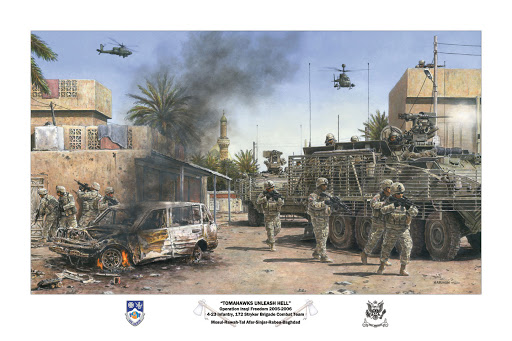 "TOMAHAWKS UNLEASH HELL"
Operation Iraqi Freedom 2005-2006
4-23 Infantry, 172 Stryker Brigade Combat Team
Mosul-Rawah-Tal Afar-Sinjar-Rabea-Baghdad